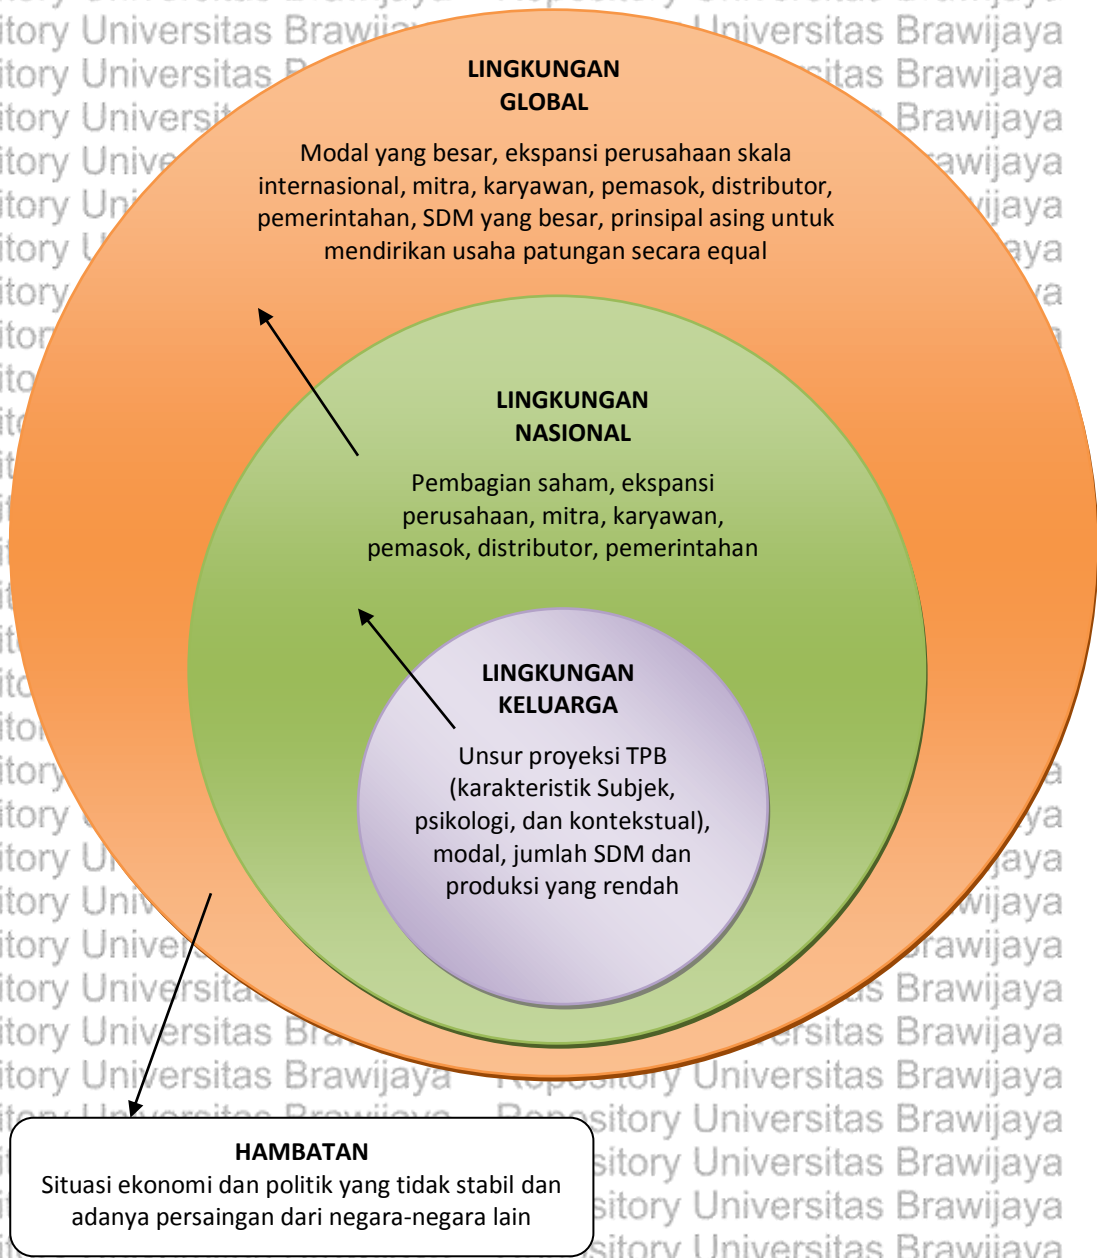 LINGKUNGAN
GLOBAL
Modal yang besar, ekspansi perusahaan skala
internasional, mitra, karyawan, pemasok, distributor,
pemerintahan, SDM yang besar, prinsipal asing untuk
mendirikan usaha patungan secara equal
LINGKUNGAN
NASIONAL
Pembagian saham, ekspansi
perusahaan, mitra, karyawan,
pemasok, distributor, pemerintahan
LINGKUNGAN
KELUARGA
Unsur proyeksi TPB
(karakteristik Subjek,
psikologi, dan kontekstual),
modal, jumlah SDM dan
produksi yang rendah
HAMBATAN
Situasi ekonomi dan politik yang tidak stabil dan
adanya persaingan dari negara-negara lain